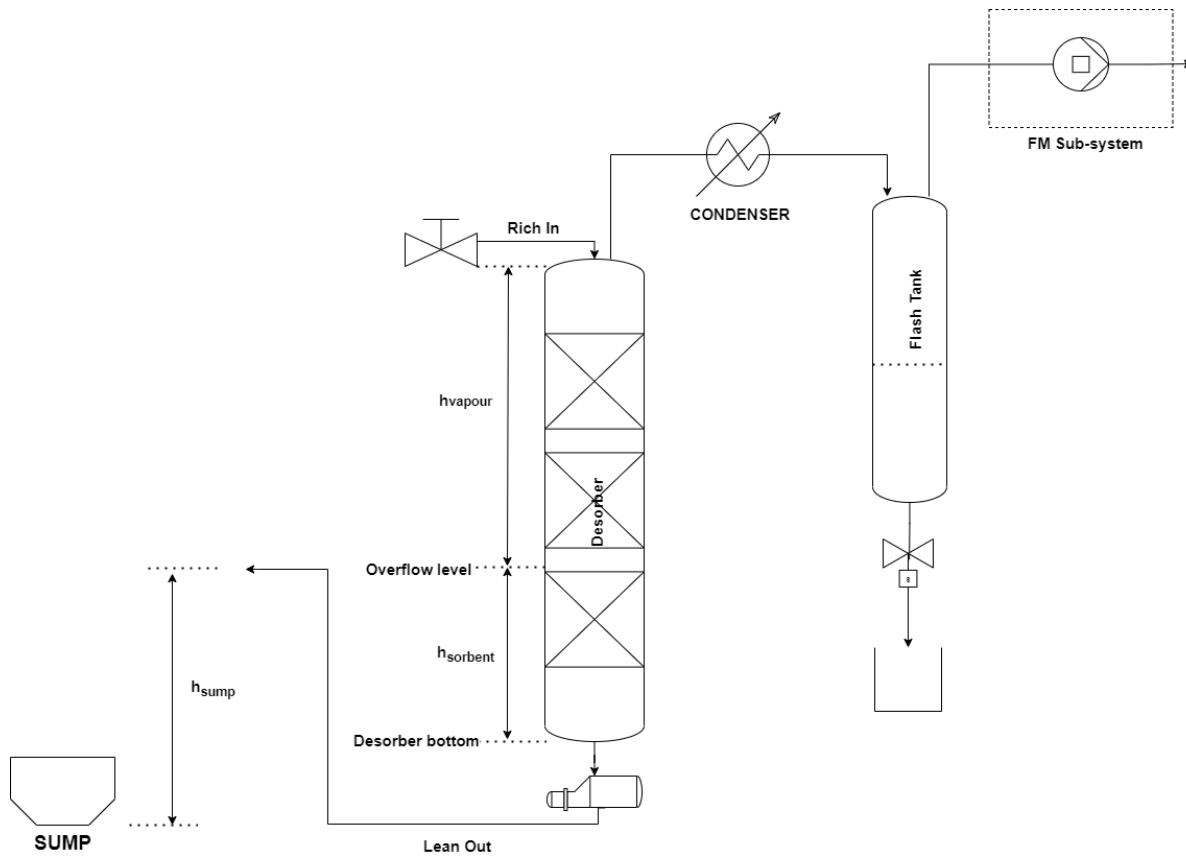 FM Sub-system
CONDENSER
Rich In
Flash Tank
hvapour
Desorber
Overflow level
hsorbent
hsump
Desorber bottom
SUMP
Lean Out